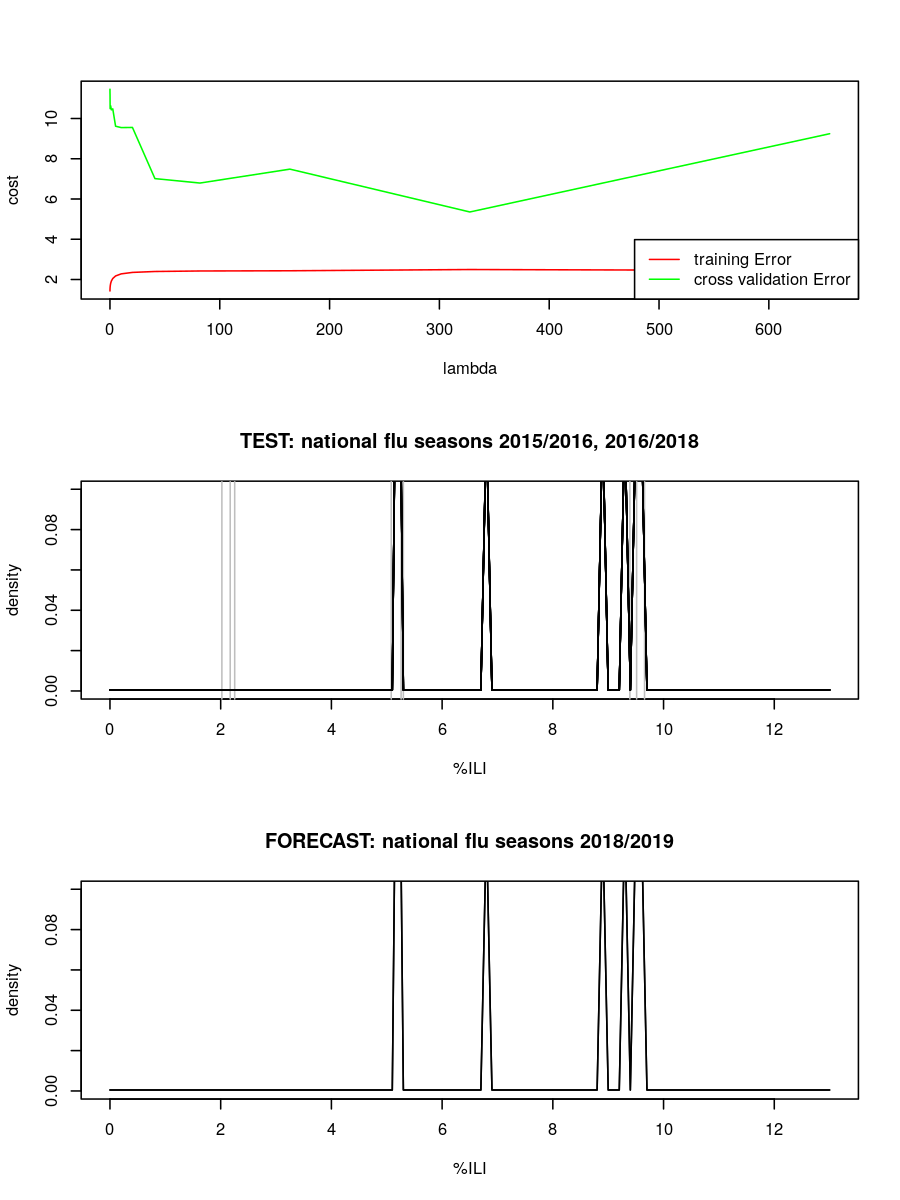 cost
2 4 6 8 10
training Error
cross validation Error
0 100 200 300 400 500 600
lambda
TEST: national flu seasons 2015/2016, 2016/2018
density
0.00 0.04 0.08
0 2 4 6 8 10 12
%ILI
FORECAST: national flu seasons 2018/2019
density
0.00 0.04 0.08
0 2 4 6 8 10 12
%ILI